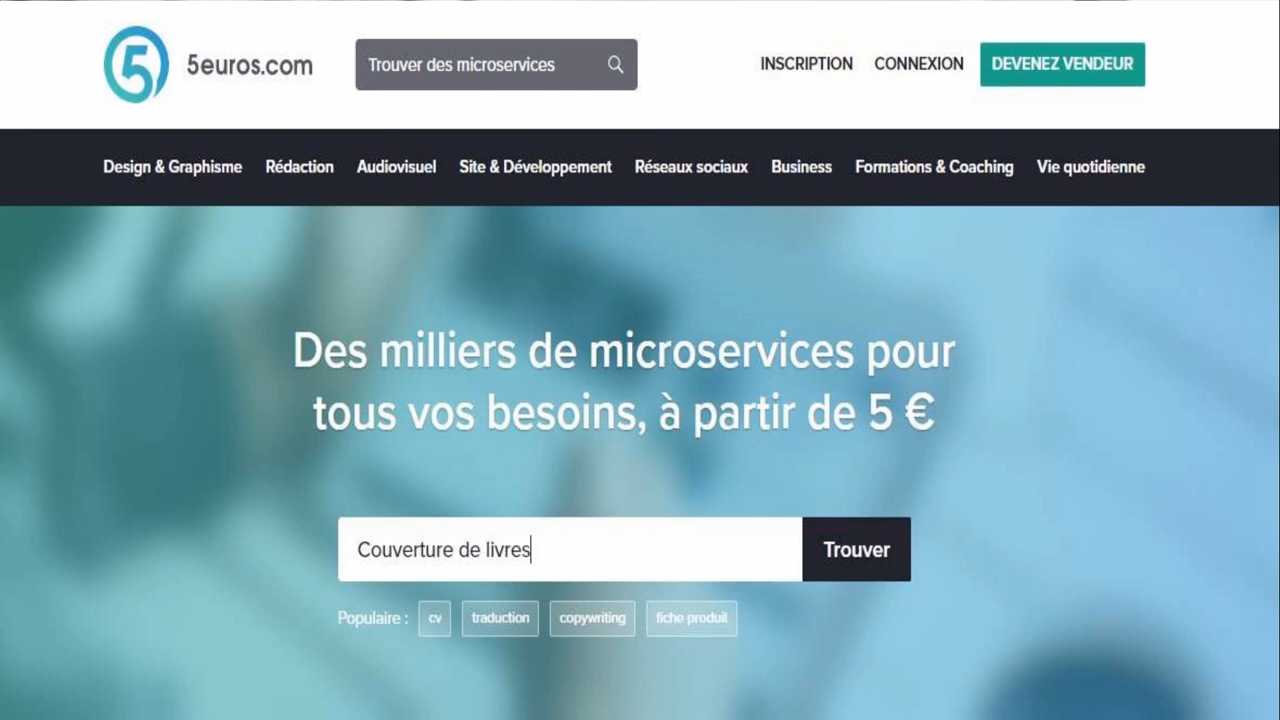 5 5euros.com Trouver des microservices INSCRIPTION CONNEXION DEVENEZ VENDEUR
Design & Graphisme Rédaction Audiovisuel Site & Développement Réseaux sociaux Business Formations & Coaching Vie quotidienne
Des milliers de microservices pour
tous vos besoins, à partir de 5 €
Couverture de livres Trouver
Populaire : cv traduction copywriting fiche produit